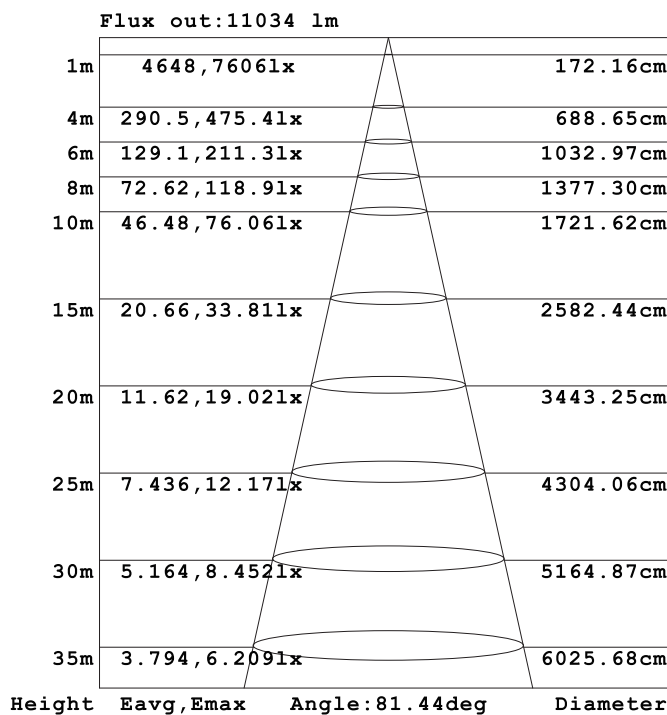 Flux out:11034 lm
1m 4648,7606lx 172.16cm
4m 290.5,475.4lx 688.65cm
6m 129.1,211.3lx 1032.97cm
8m 72.62,118.9lx 1377.30cm
10m 46.48,76.06lx 1721.62cm
15m 20.66,33.81lx 2582.44cm
20m 11.62,19.02lx 3443.25cm
25m 7.436,12.17lx 4304.06cm
30m 5.164,8.452lx 5164.87cm
35m 3.794,6.209lx 6025.68cm
Height Eavg,Emax Angle:81.44deg Diameter